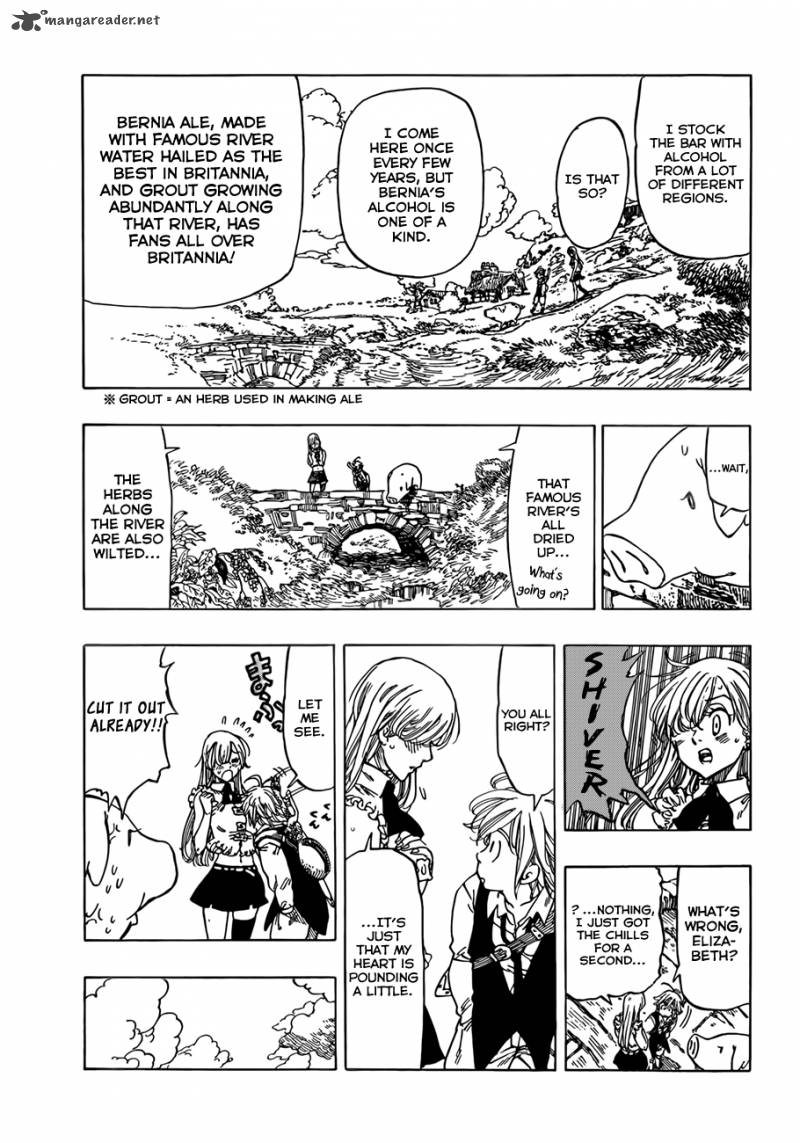 mangareader.net
I STOCK
THE BAR WITH
ALCOHOL
FROM A LOT
OF DIFFERENT
REGIONS.
IS THAT
SO?
I COME
HERE ONCE
EVERY FEW
YEARS, BUT
BERNIA'S
ALCOHOL IS
ONE OF A
KIND.
BERNIA ALE, MADE
WITH FAMOUS RIVER
WATER HAILED AS THE
BEST IN BRITANNIA,
AND GROUT GROWING
ABUNDANTLY ALONG
THAT RIVER, HAS
FANS ALL OVER
BRITANNIA!
※ GROUT = AN HERB USED IN MAKING ALE
...WAIT,
THAT
FAMOUS
RIVER'S
ALL
DRIED
UP...
What's
going on?
THE
HERBS
ALONG
THE RIVER
ARE ALSO
WILTED...
SHIVER
WHAT'S
WRONG,
ELIZA-
BETH?
? ...NOTHING,
I JUST GOT
THE CHILLS
FOR A
SECOND...
YOU ALL
RIGHT?
...IT'S
JUST
THAT MY
HEART IS
POUNDING
A LITTLE.
LET
ME
SEE.
まふっ
CUT IT OUT
ALREADY!!